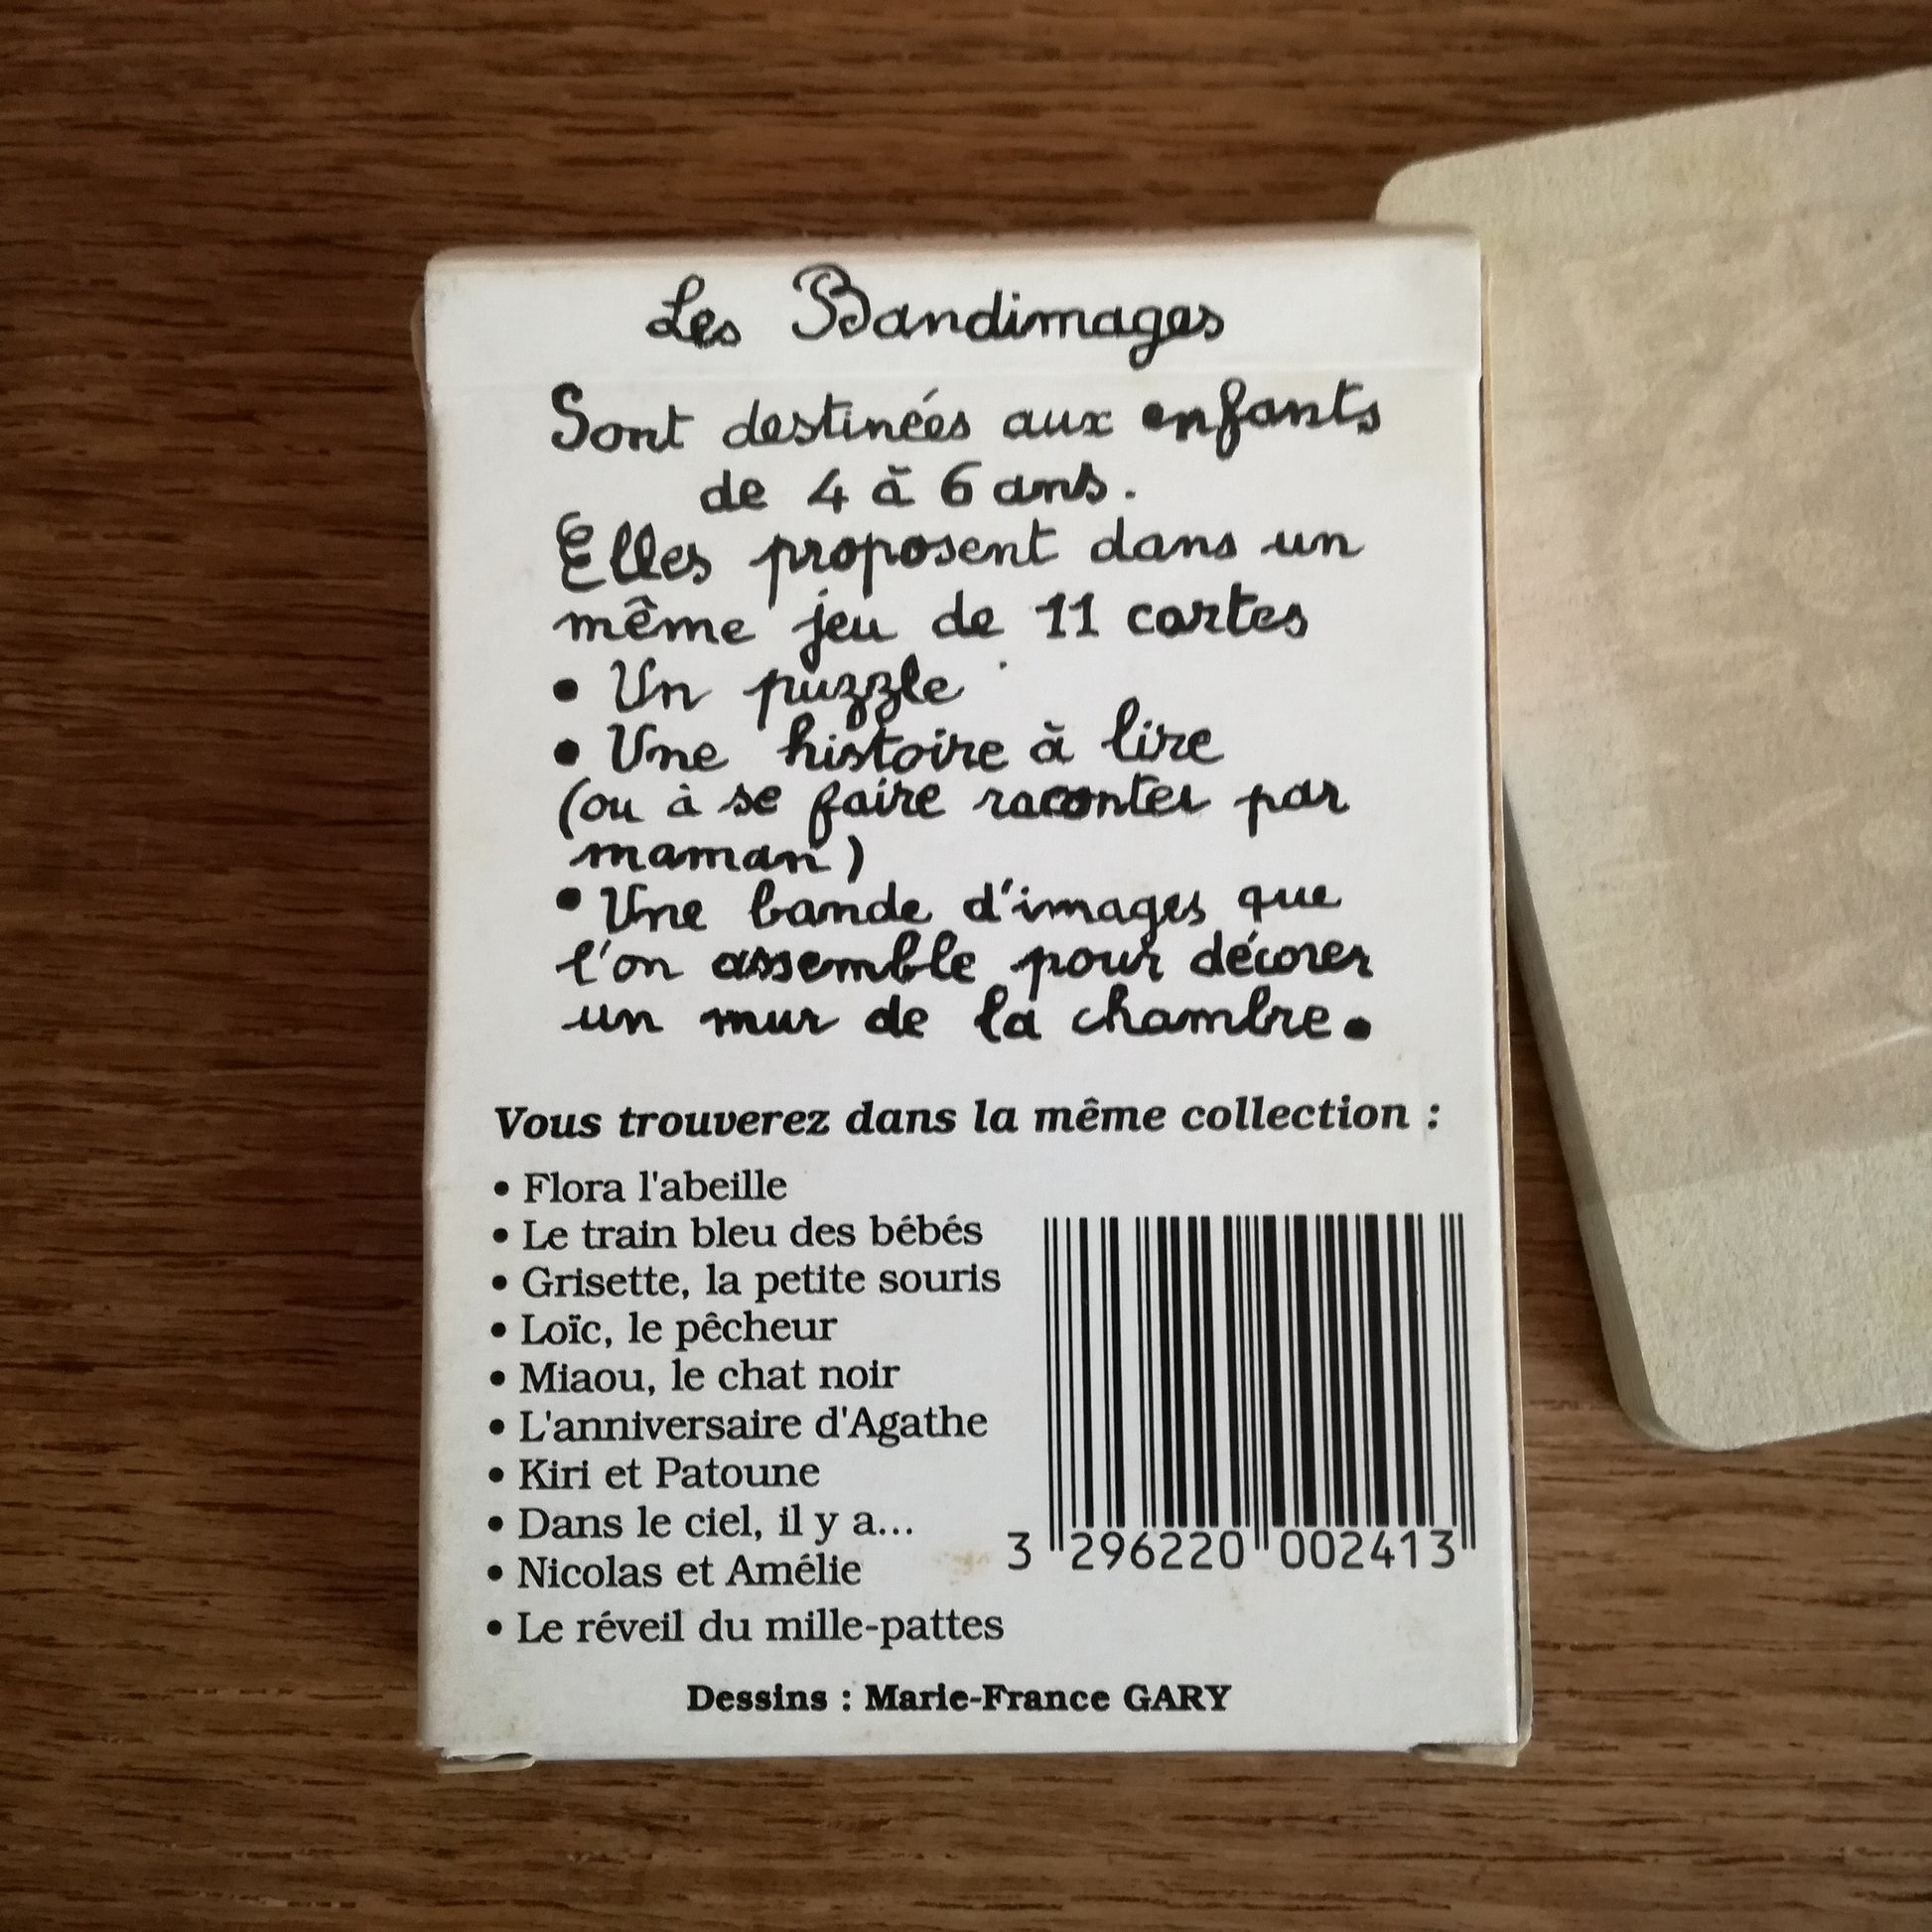 Les Bandimages
Sont destinées aux enfants
de 4 à 6 ans.
Elles proposent dans un
même jeu de 11 cartes
• Un puzzle
• Une histoire à lire
(ou à se faire raconter par
maman)
• Une bande d'images que
l'on assemble pour décorer
un mur de la chambre.
Vous trouverez dans la même collection :
• Flora l'abeille
• Le train bleu des bébés
• Grisette, la petite souris
• Loïc, le pêcheur
• Miaou, le chat noir
• L'anniversaire d'Agathe
• Kiri et Patoune
• Dans le ciel, il y a...
• Nicolas et Amélie
• Le réveil du mille-pattes
3 296220 002413
Dessins : Marie-France GARY